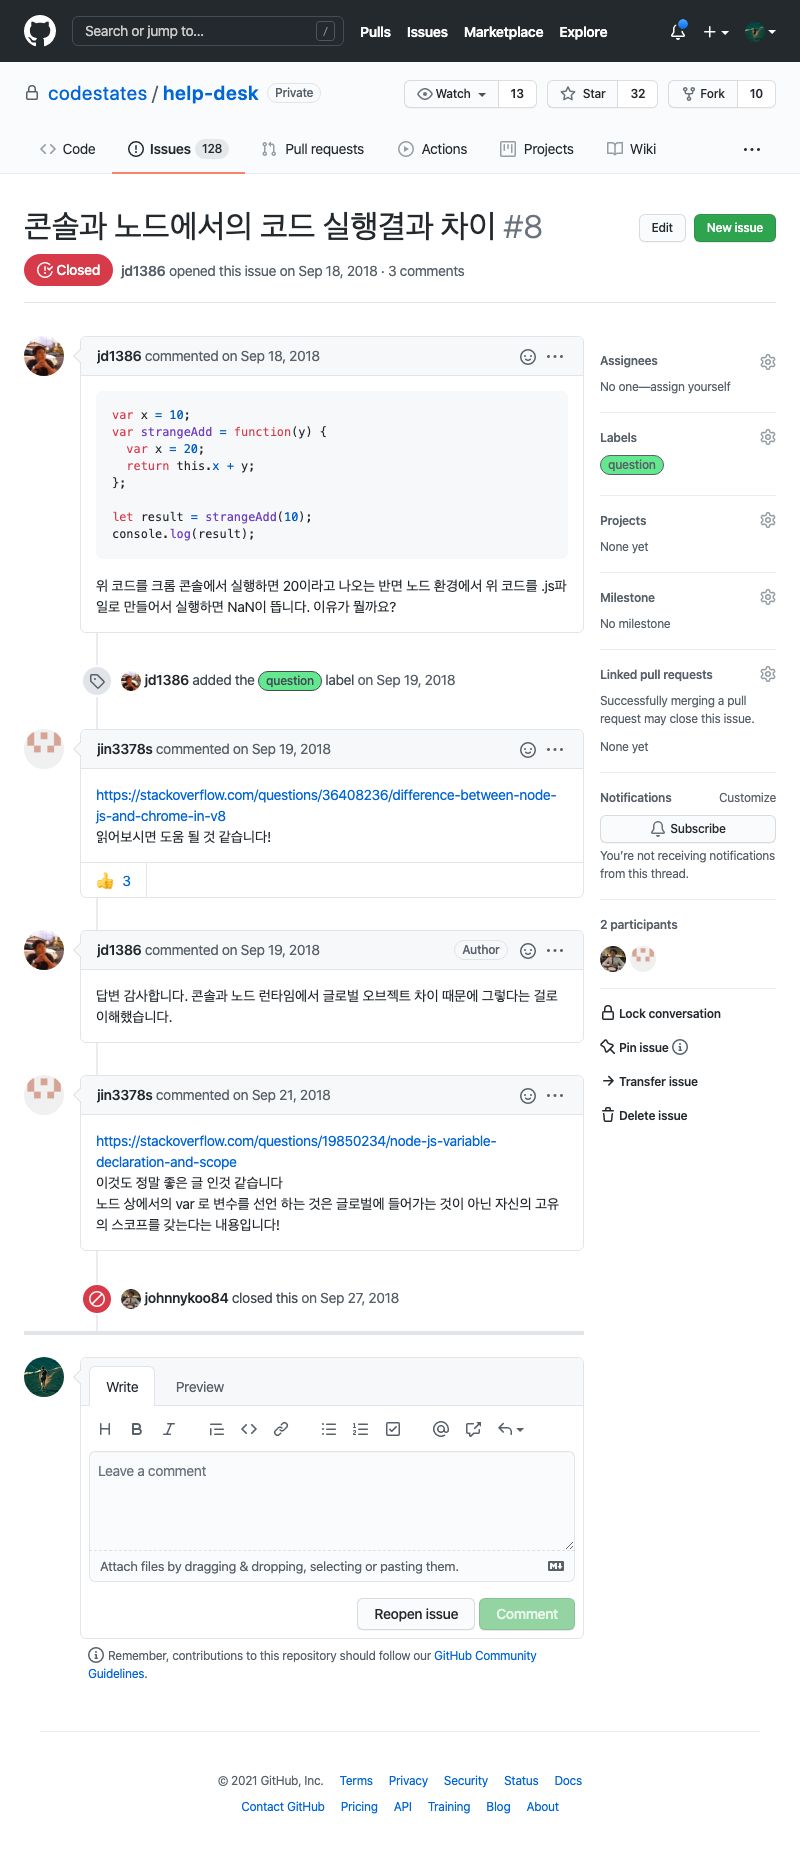 Search or jump to... /
Pulls Issues Marketplace Explore
codestates / help-desk Private
Watch 13 Star 32 Fork 10
Code Issues 128 Pull requests Actions Projects Wiki ...
콘솔과 노드에서의 코드 실행결과 차이 #8
Edit New issue
Closed jd1386 opened this issue on Sep 18, 2018 · 3 comments
jd1386 commented on Sep 18, 2018
var x = 10;
var strangeAdd = function(y) {
  var x = 20;
  return this.x + y;
};
let result = strangeAdd(10);
console.log(result);
위 코드를 크롬 콘솔에서 실행하면 20이라고 나오는 반면 노드 환경에서 위 코드를 .js파
일로 만들어서 실행하면 NaN이 뜹니다. 이유가 뭘까요?
jd1386 added the question label on Sep 19, 2018
jin3378s commented on Sep 19, 2018
https://stackoverflow.com/questions/36408236/difference-between-node-
js-and-chrome-in-v8
읽어보시면 도움 될 것 같습니다!
👍 3
jd1386 commented on Sep 19, 2018 Author
답변 감사합니다. 콘솔과 노드 런타임에서 글로벌 오브젝트 차이 때문에 그렇다는 걸로
이해했습니다.
jin3378s commented on Sep 21, 2018
https://stackoverflow.com/questions/19850234/node-js-variable-
declaration-and-scope
이것도 정말 좋은 글 인것 같습니다
노드 상에서의 var 로 변수를 선언 하는 것은 글로벌에 들어가는 것이 아닌 자신의 고유
의 스코프를 갖는다는 내용입니다!
johnnykoo84 closed this on Sep 27, 2018
Write Preview
Leave a comment
Attach files by dragging & dropping, selecting or pasting them.
Reopen issue Comment
Remember, contributions to this repository should follow our GitHub Community
Guidelines.
Assignees
No one—assign yourself
Labels
question
Projects
None yet
Milestone
No milestone
Linked pull requests
Successfully merging a pull
request may close this issue.
None yet
Notifications Customize
Subscribe
You're not receiving notifications
from this thread.
2 participants
Lock conversation
Pin issue
Transfer issue
Delete issue
© 2021 GitHub, Inc. Terms Privacy Security Status Docs
Contact GitHub Pricing API Training Blog About